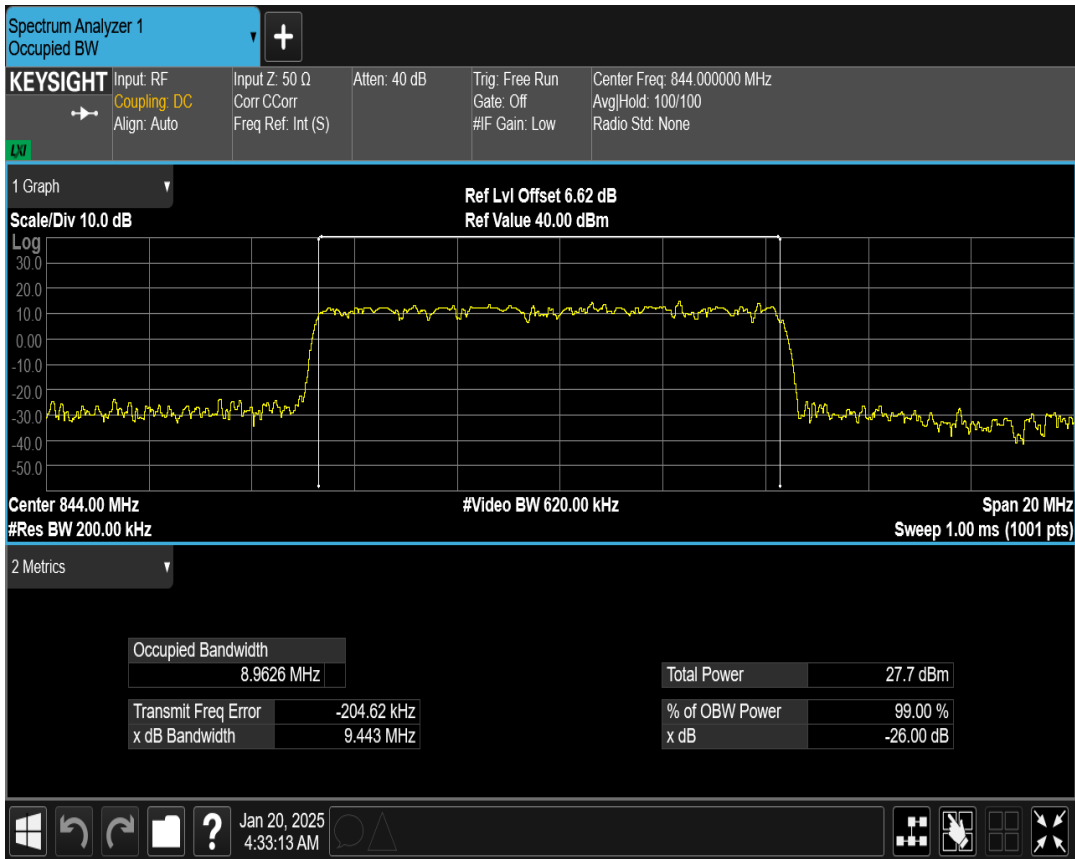 Spectrum Analyzer 1
Occupied BW
+
KEYSIGHT
LXI
Input: RF
Coupling: DC
Align: Auto
Input Z: 50 Ω
Corr CCorr
Freq Ref: Int (S)
Atten: 40 dB
Trig: Free Run
Gate: Off
#IF Gain: Low
Center Freq: 844.000000 MHz
Avg|Hold: 100/100
Radio Std: None
1 Graph
Scale/Div 10.0 dB
Ref Lvl Offset 6.62 dB
Ref Value 40.00 dBm
Log
30.0
20.0
10.0
0.00
-10.0
-20.0
-30.0
-40.0
-50.0
Center 844.00 MHz
#Video BW 620.00 kHz
Span 20 MHz
#Res BW 200.00 kHz
Sweep 1.00 ms (1001 pts)
2 Metrics
Occupied Bandwidth
8.9626 MHz
Total Power 27.7 dBm
Transmit Freq Error -204.62 kHz
% of OBW Power 99.00 %
x dB Bandwidth 9.443 MHz
x dB -26.00 dB
?
Jan 20, 2025
4:33:13 AM